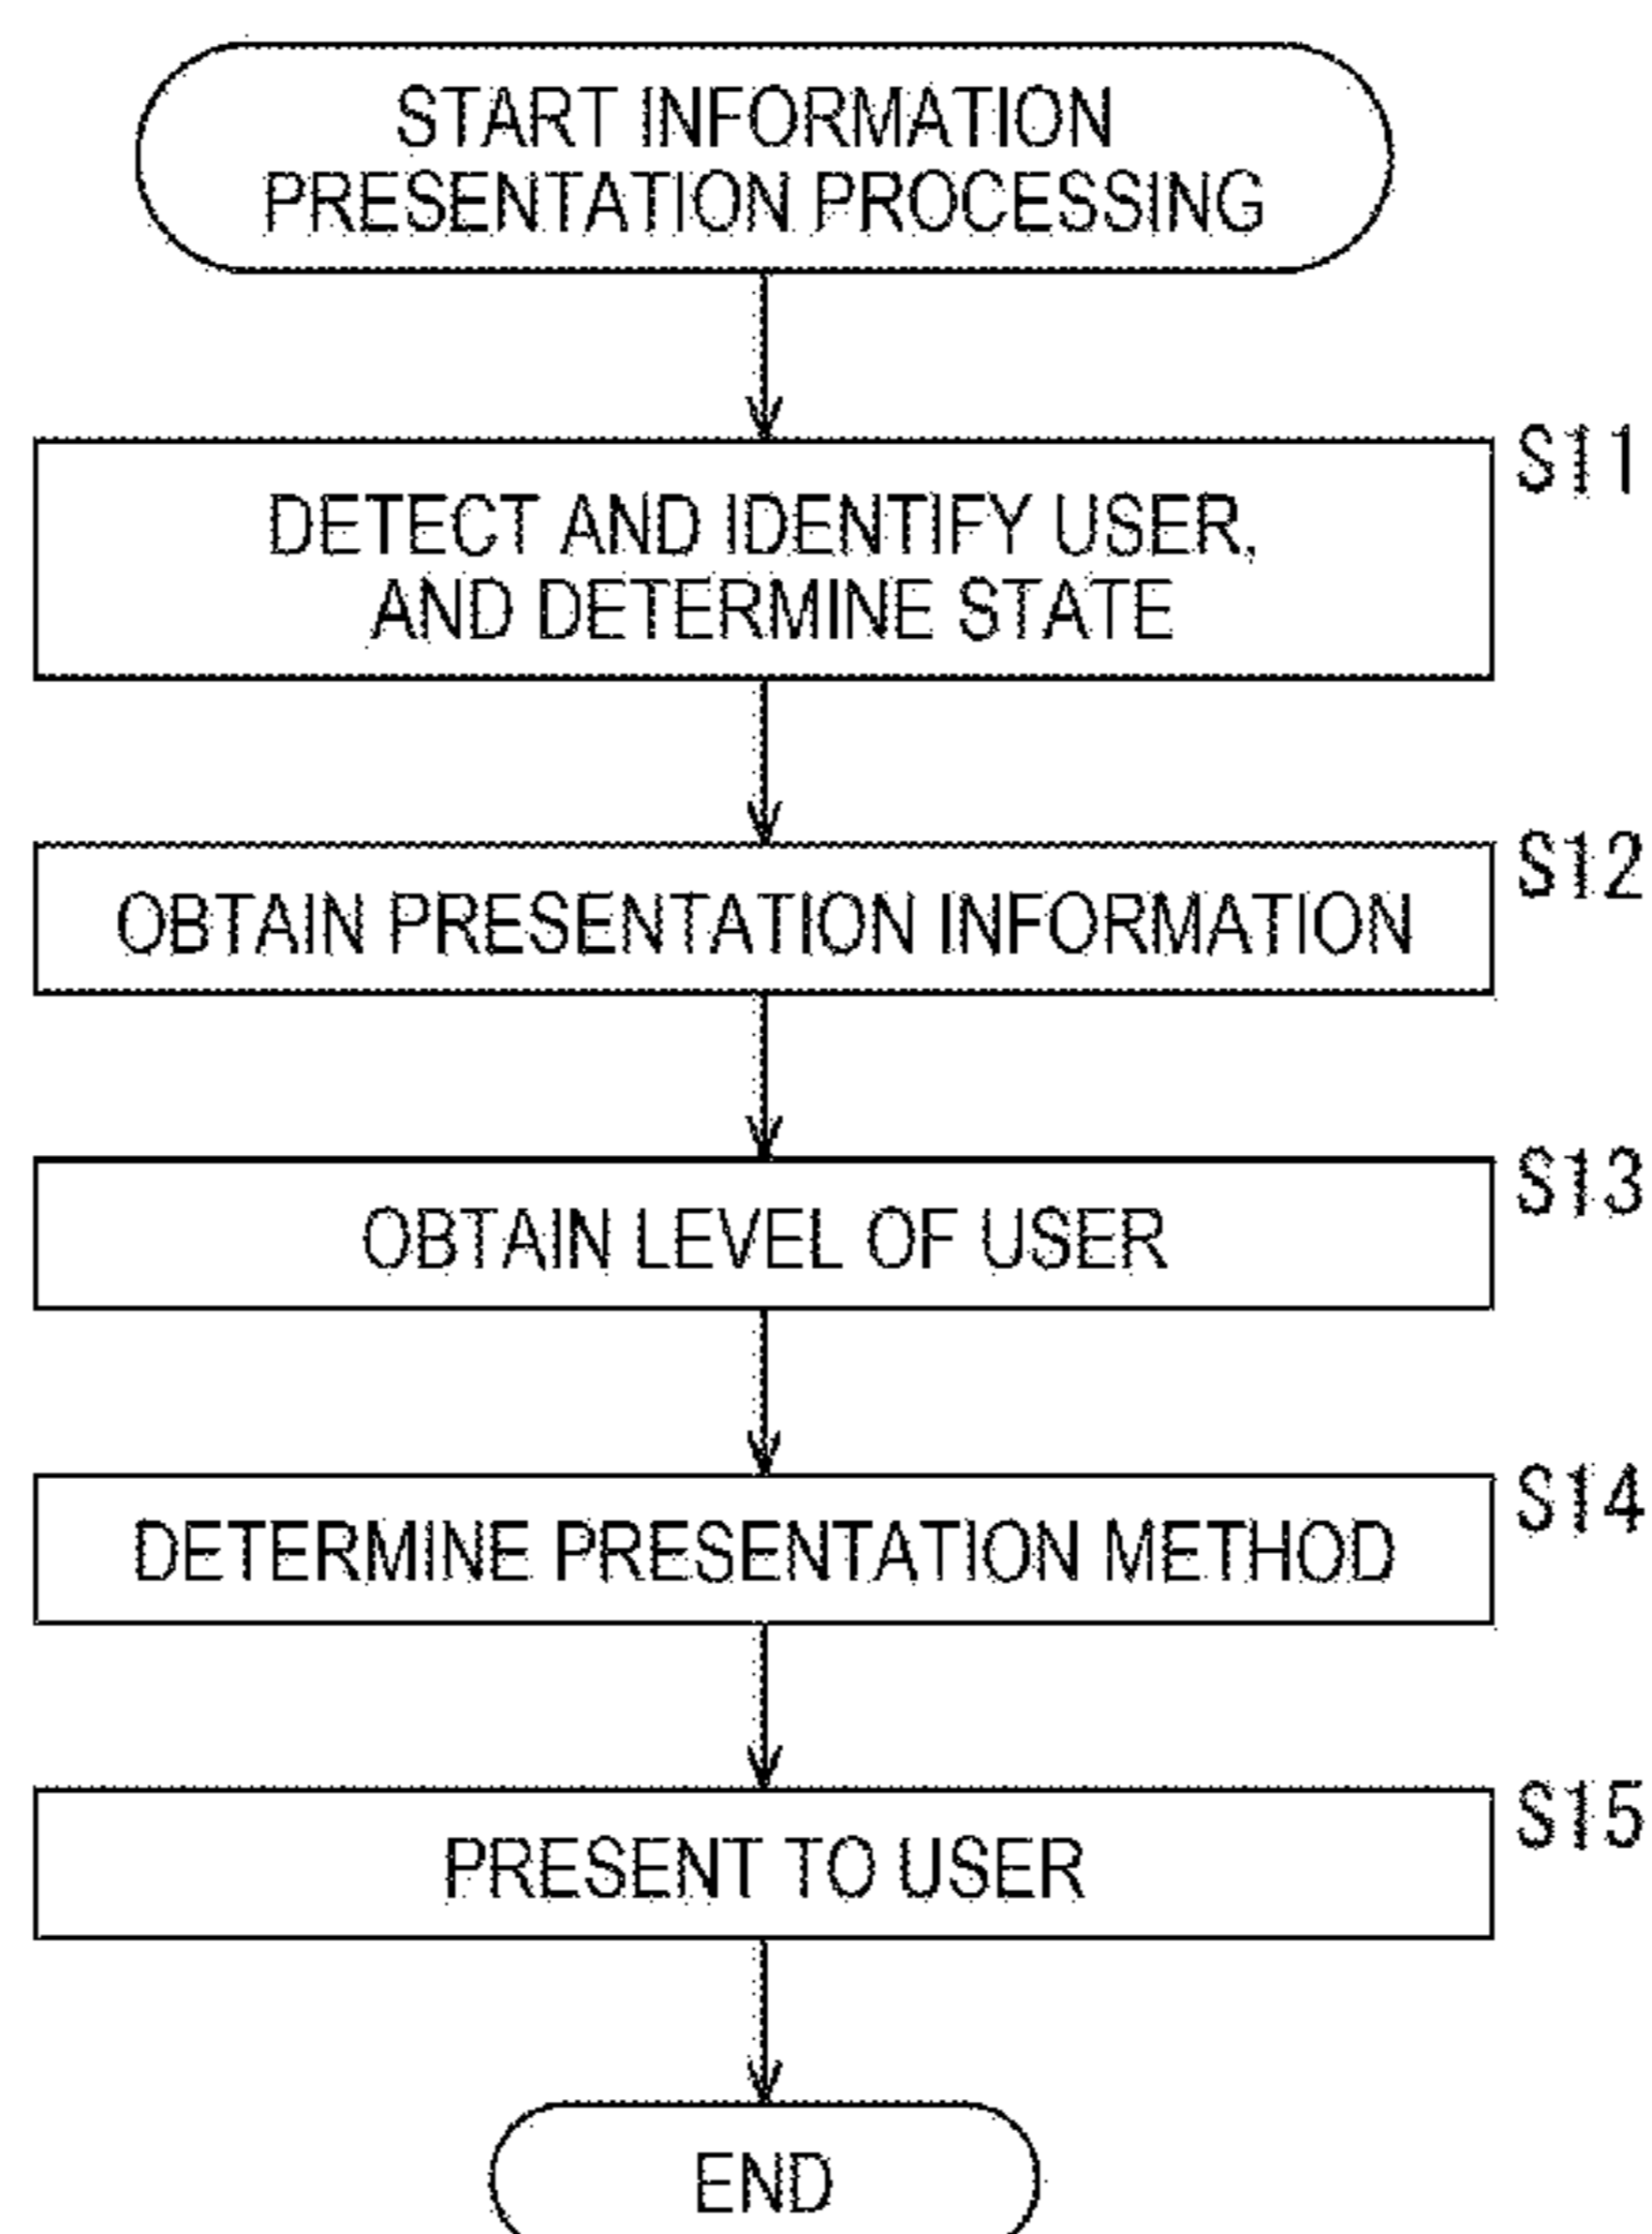 START INFORMATION
PRESENTATION PROCESSING
S11
DETECT AND IDENTIFY USER,
AND DETERMINE STATE
S12
OBTAIN PRESENTATION INFORMATION
S13
OBTAIN LEVEL OF USER
S14
DETERMINE PRESENTATION METHOD
S15
PRESENT TO USER
END